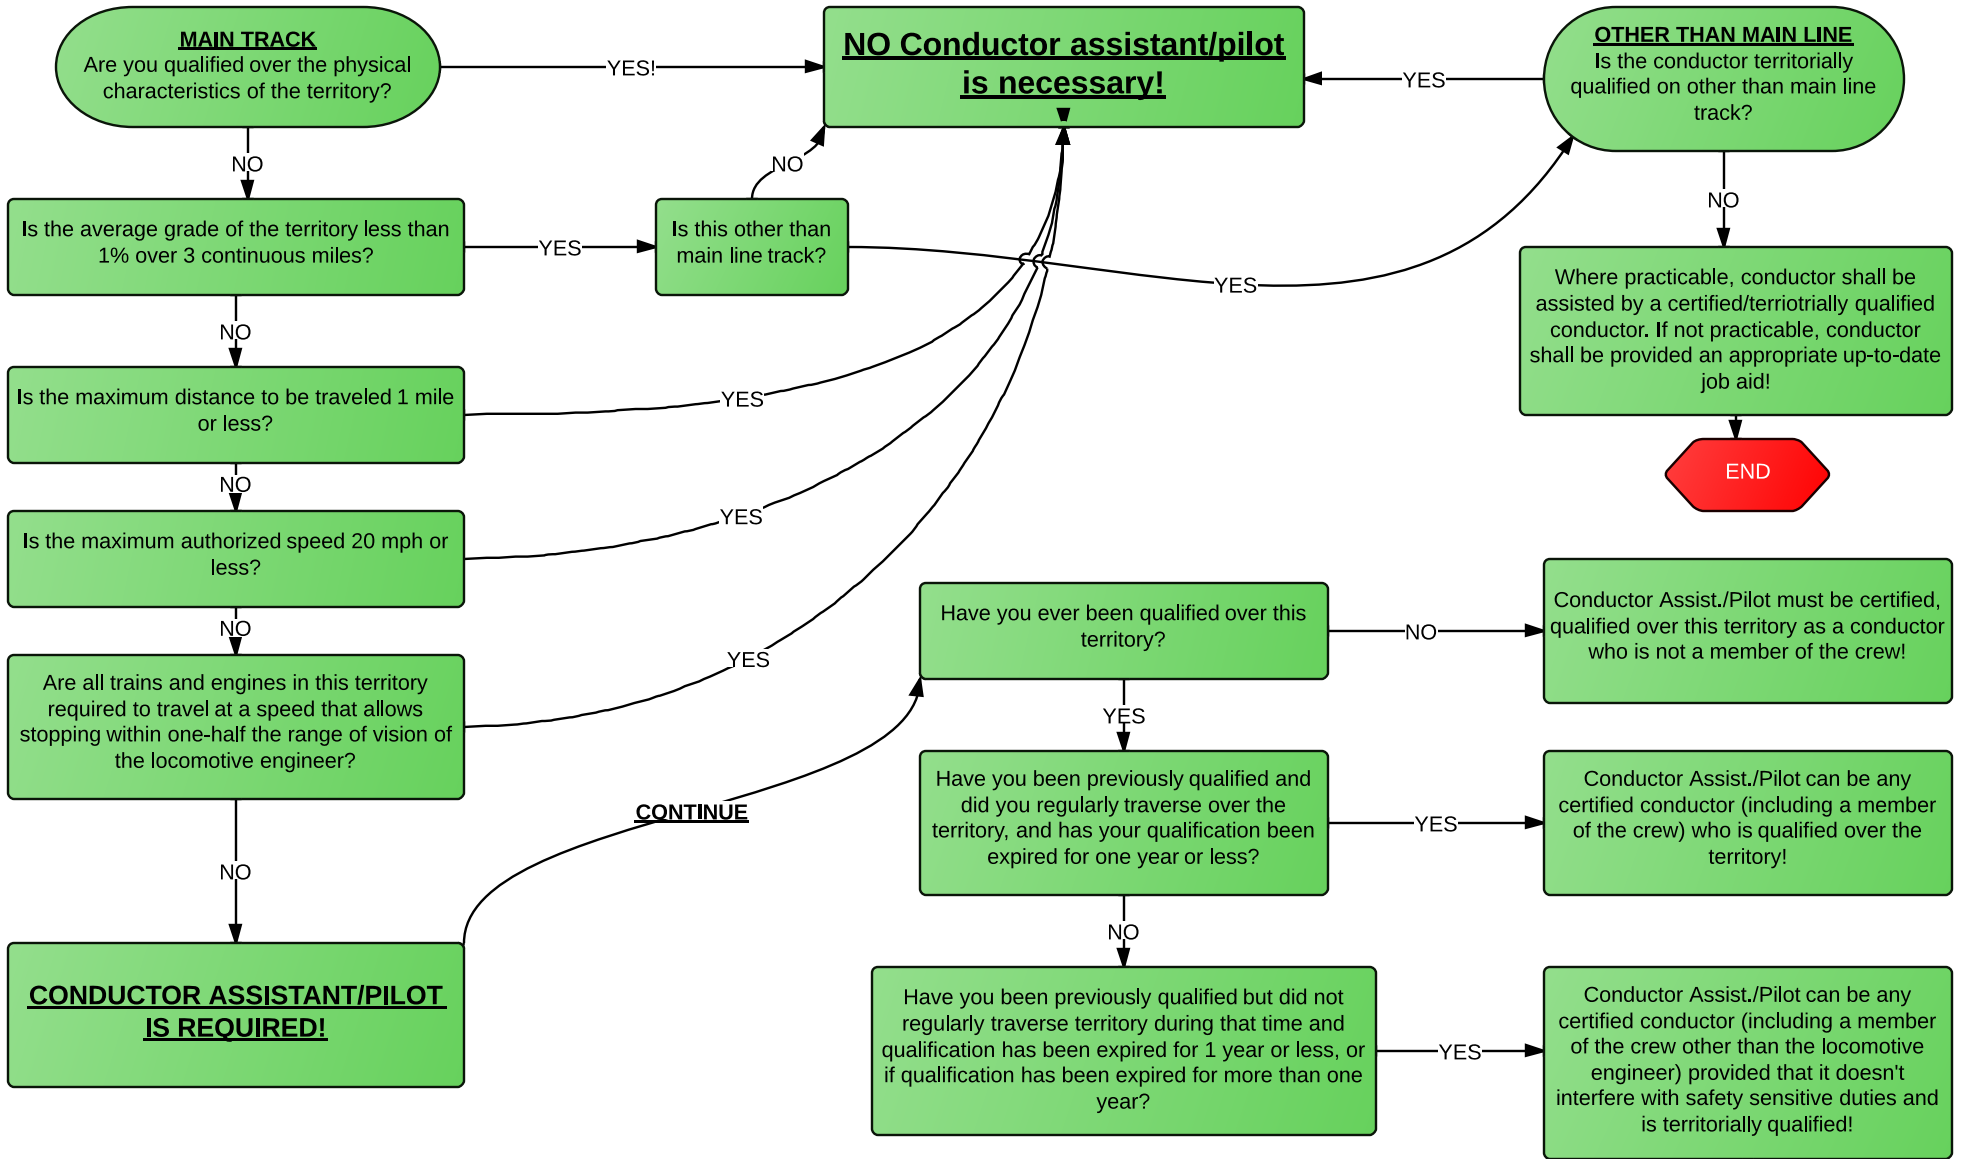 MAIN TRACK
Are you qualified over the physical
characteristics of the territory?
YES!
NO Conductor assistant/pilot
is necessary!
YES
OTHER THAN MAIN LINE
Is the conductor territorially
qualified on other than main line
track?
NO
NO
NO
Is the average grade of the territory less than
1% over 3 continuous miles?
YES
Is this other than
main line track?
YES
Where practicable, conductor shall be
assisted by a certified/terriotrially qualified
conductor. If not practicable, conductor
shall be provided an appropriate up-to-date
job aid!
NO
Is the maximum distance to be traveled 1 mile
or less?
YES
END
NO
Is the maximum authorized speed 20 mph or
less?
YES
NO
Are all trains and engines in this territory
required to travel at a speed that allows
stopping within one-half the range of vision of
the locomotive engineer?
YES
NO
CONDUCTOR ASSISTANT/PILOT
IS REQUIRED!
CONTINUE
Have you ever been qualified over this
territory?
NO
Conductor Assist./Pilot must be certified,
qualified over this territory as a conductor
who is not a member of the crew!
YES
Have you been previously qualified and
did you regularly traverse over the
territory, and has your qualification been
expired for one year or less?
YES
Conductor Assist./Pilot can be any
certified conductor (including a member
of the crew) who is qualified over the
territory!
NO
Have you been previously qualified but did not
regularly traverse territory during that time and
qualification has been expired for 1 year or less, or
if qualification has been expired for more than one
year?
YES
Conductor Assist./Pilot can be any
certified conductor (including a member
of the crew other than the locomotive
engineer) provided that it doesn't
interfere with safety sensitive duties and
is territorially qualified!